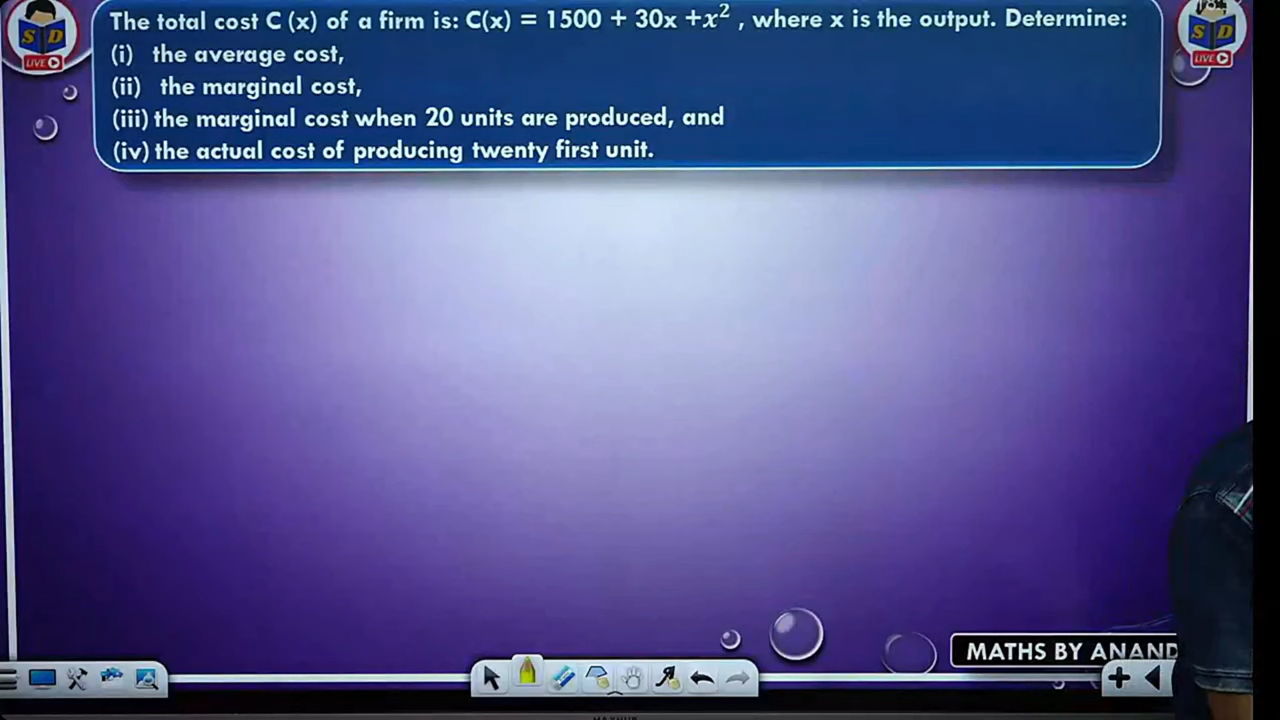 The total cost C (x) of a firm is: C(x) = 1500 + 30x +x² , where x is the output. Determine:
(i) the average cost,
(ii) the marginal cost,
(iii) the marginal cost when 20 units are produced, and
(iv) the actual cost of producing twenty first unit.
S D
LIVE
S D
LIVE
MATHS BY ANAND